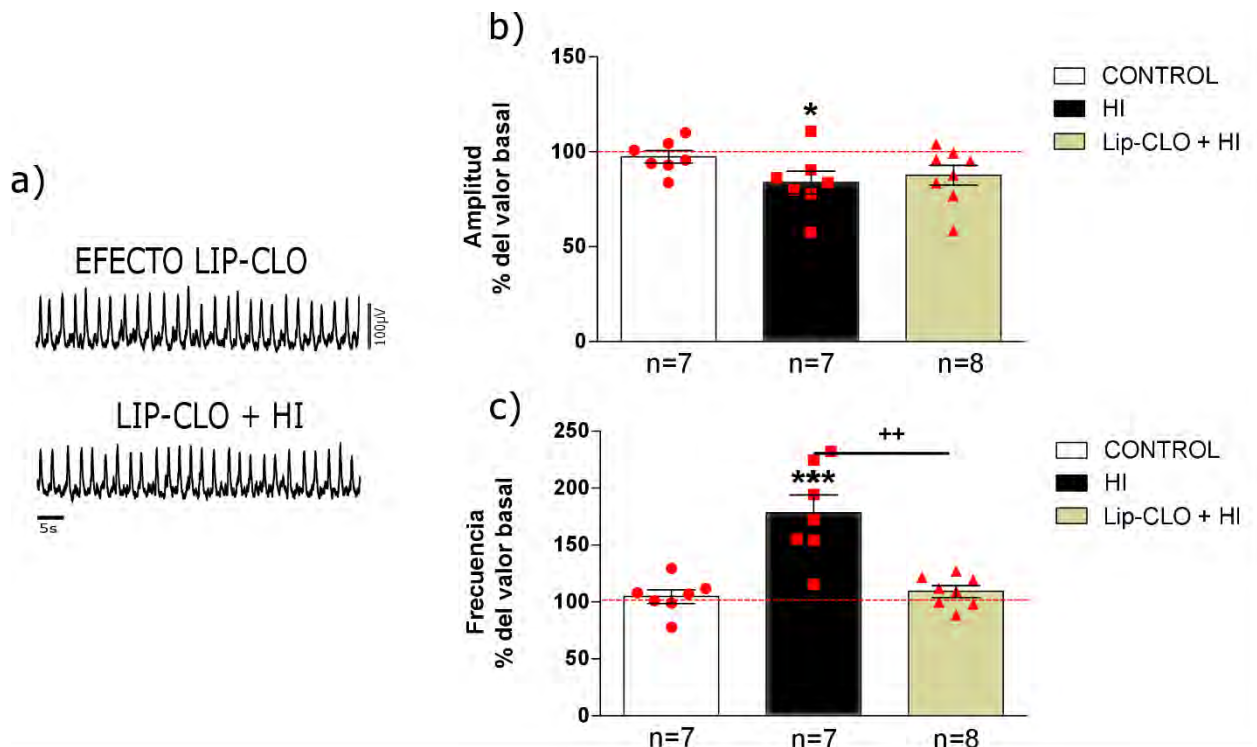 a)
EFECTO LIP-CLO
100µV
LIP-CLO + HI
5s
b)
Amplitud
% del valor basal
150
100
50
0
*
n=7
n=7
n=8
CONTROL
HI
Lip-CLO + HI
c)
Frecuencia
% del valor basal
250
200
150
100
50
0
***
++
n=7
n=7
n=8
CONTROL
HI
Lip-CLO + HI